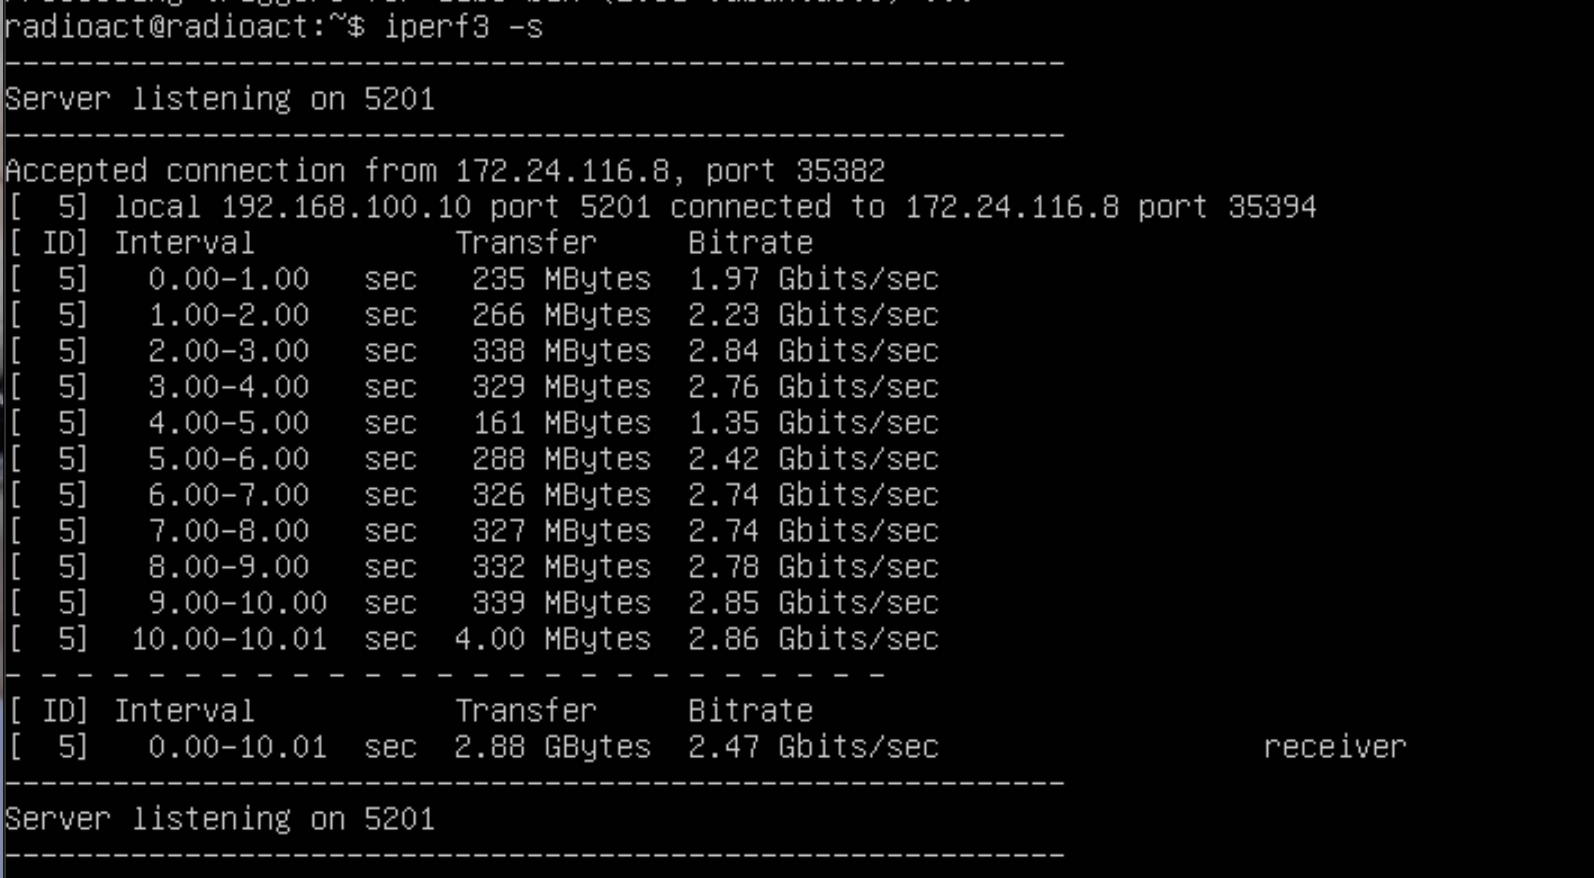 radioact@radioact:~$ iperf3 -s
-----------------------------------------------------------
Server listening on 5201
-----------------------------------------------------------
Accepted connection from 172.24.116.8, port 35382
[  5] local 192.168.100.10 port 5201 connected to 172.24.116.8 port 35394
[ ID] Interval           Transfer     Bitrate
[  5]   0.00-1.00   sec   235 MBytes  1.97 Gbits/sec
[  5]   1.00-2.00   sec   266 MBytes  2.23 Gbits/sec
[  5]   2.00-3.00   sec   338 MBytes  2.84 Gbits/sec
[  5]   3.00-4.00   sec   329 MBytes  2.76 Gbits/sec
[  5]   4.00-5.00   sec   161 MBytes  1.35 Gbits/sec
[  5]   5.00-6.00   sec   288 MBytes  2.42 Gbits/sec
[  5]   6.00-7.00   sec   326 MBytes  2.74 Gbits/sec
[  5]   7.00-8.00   sec   327 MBytes  2.74 Gbits/sec
[  5]   8.00-9.00   sec   332 MBytes  2.78 Gbits/sec
[  5]   9.00-10.00  sec   339 MBytes  2.85 Gbits/sec
[  5]  10.00-10.01  sec  4.00 MBytes  2.86 Gbits/sec
- - - - - - - - - - - - - - - - - - - - - - - - -
[ ID] Interval           Transfer     Bitrate
[  5]   0.00-10.01  sec  2.88 GBytes  2.47 Gbits/sec                  receiver
-----------------------------------------------------------
Server listening on 5201
-----------------------------------------------------------